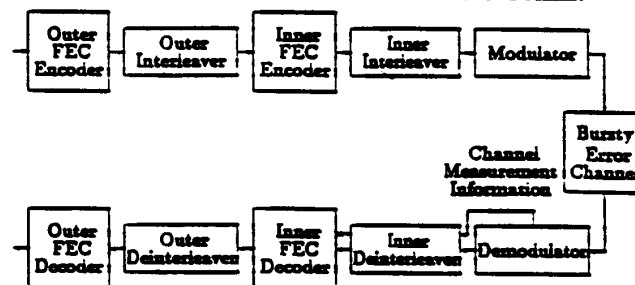 Outer
FEC
Encoder
Outer
Interleaver
Inner
FEC
Encoder
Inner
Interleaver
Modulator
Bursty
Error
Channel
Channel
Measurement
Information
Outer
FEC
Decoder
Outer
Deinterleaver
Inner
FEC
Decoder
Inner
Deinterleaver
Demodulator